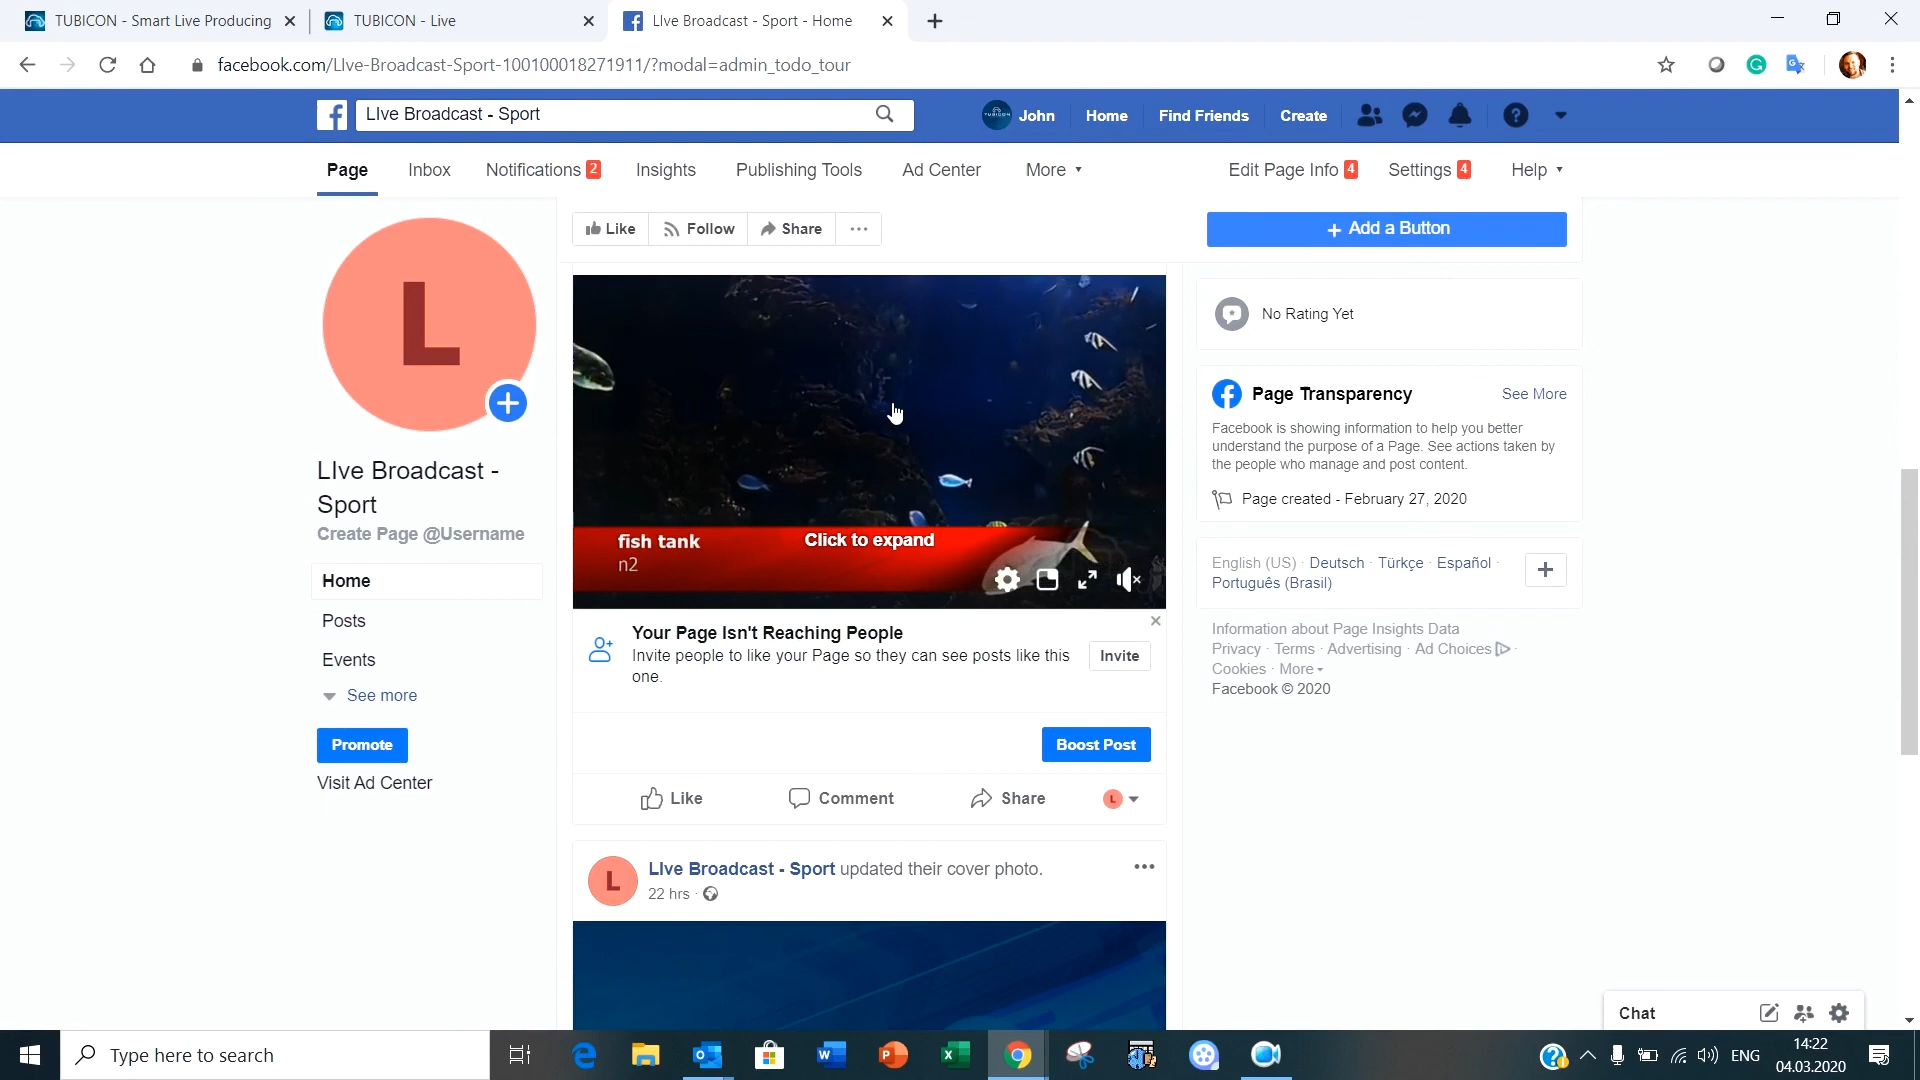 TUBICON - Smart Live Producing
TUBICON - Live
LIve Broadcast - Sport - Home
facebook.com/LIve-Broadcast-Sport-100100018271911/?modal=admin_todo_tour
LIve Broadcast - Sport
John
Home
Find Friends
Create
Page
Inbox
Notifications 2
Insights
Publishing Tools
Ad Center
More
Edit Page Info 4
Settings 4
Help
Like
Follow
Share
+ Add a Button
L
LIve Broadcast -
Sport
Create Page @Username
Home
Posts
Events
See more
Promote
Visit Ad Center
fish tank
n2
Click to expand
Your Page Isn't Reaching People
Invite people to like your Page so they can see posts like this
one.
Invite
Boost Post
Like
Comment
Share
L
L
LIve Broadcast - Sport updated their cover photo.
22 hrs ·
No Rating Yet
Page Transparency
See More
Facebook is showing information to help you better
understand the purpose of a Page. See actions taken by
the people who manage and post content.
Page created - February 27, 2020
English (US) · Deutsch · Türkçe · Español ·
Português (Brasil)
Information about Page Insights Data
Privacy · Terms · Advertising · Ad Choices ·
Cookies · More
Facebook © 2020
Chat
Type here to search
ENG
14:22
04.03.2020